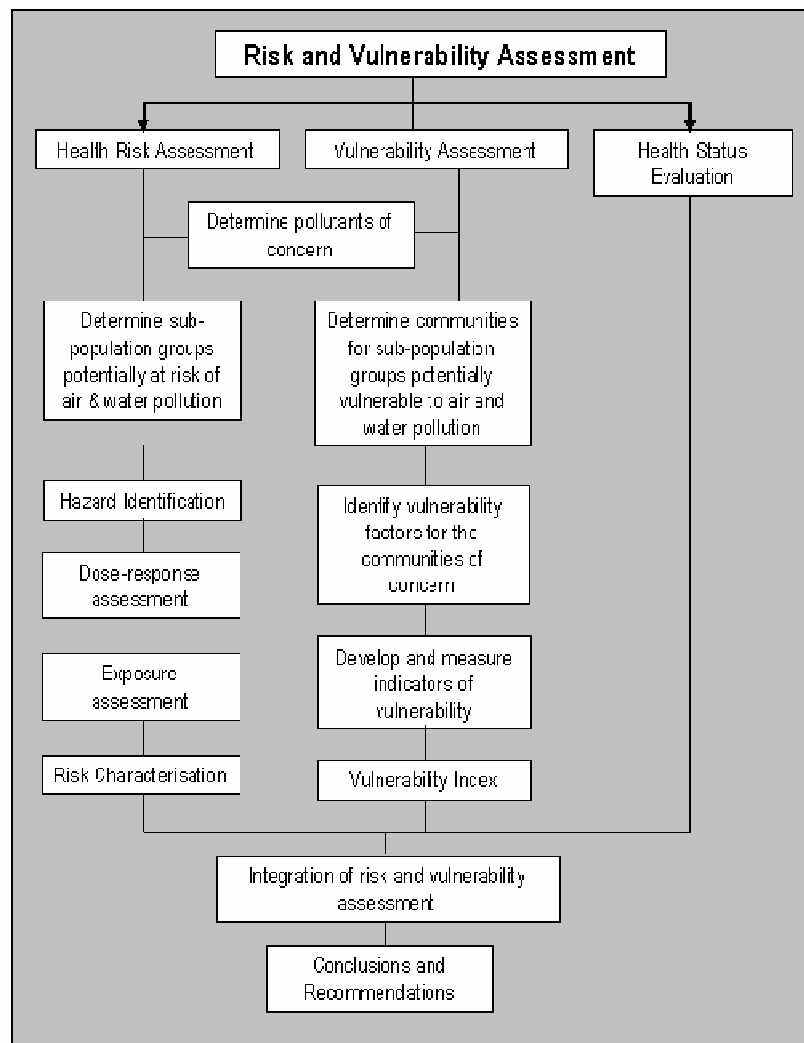 Risk and Vulnerability Assessment
Health Risk Assessment
Vulnerability Assessment
Health Status
Evaluation
Determine pollutants of
concern
Determine sub-
population groups
potentially at risk of
air & water pollution
Determine communities
for sub-population
groups potentially
vulnerable to air and
water pollution
Hazard Identification
Identify vulnerability
factors for the
communities of
concern
Dose-response
assessment
Develop and measure
indicators of
vulnerability
Exposure
assessment
Risk Characterisation
Vulnerability Index
Integration of risk and vulnerability
assessment
Conclusions and
Recommendations